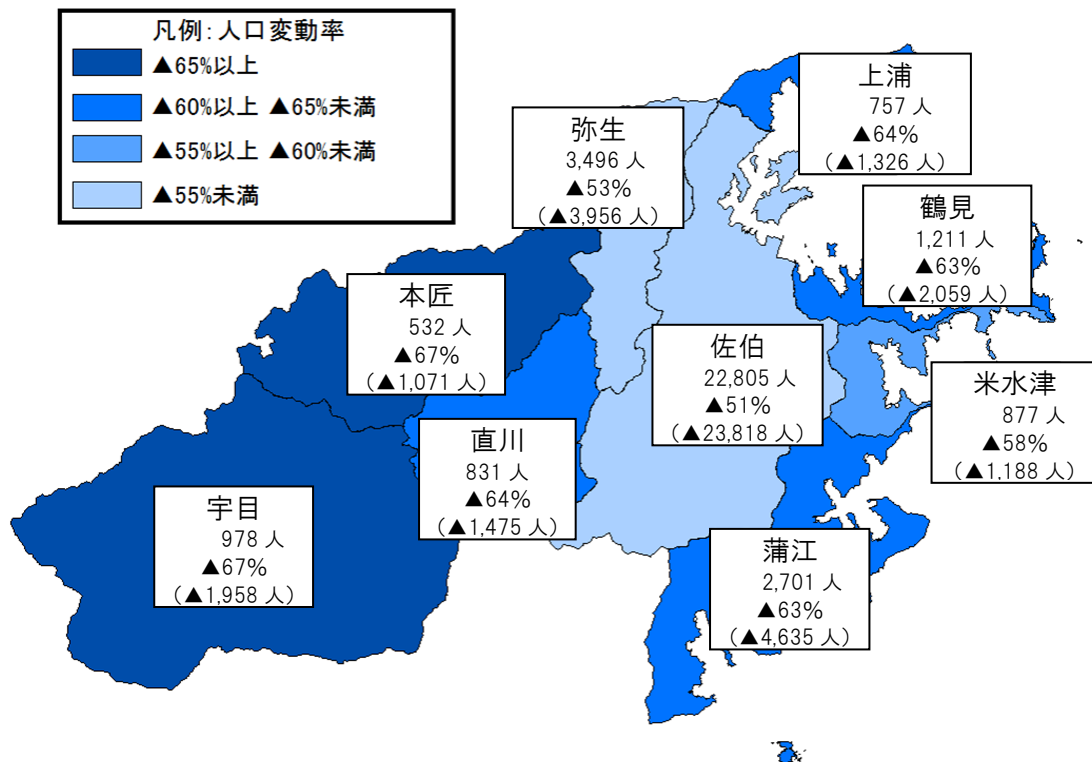 凡例:人口変動率
▲65%以上
▲60%以上 ▲65%未満
▲55%以上 ▲60%未満
▲55%未満
上浦
757 人
▲64%
(▲1,326 人)
弥生
3,496 人
▲53%
(▲3,956 人)
鶴見
1,211 人
▲63%
(▲2,059 人)
本匠
532 人
▲67%
(▲1,071 人)
佐伯
22,805 人
▲51%
(▲23,818 人)
米水津
877 人
▲58%
(▲1,188 人)
直川
831 人
▲64%
(▲1,475 人)
宇目
978 人
▲67%
(▲1,958 人)
蒲江
2,701 人
▲63%
(▲4,635 人)